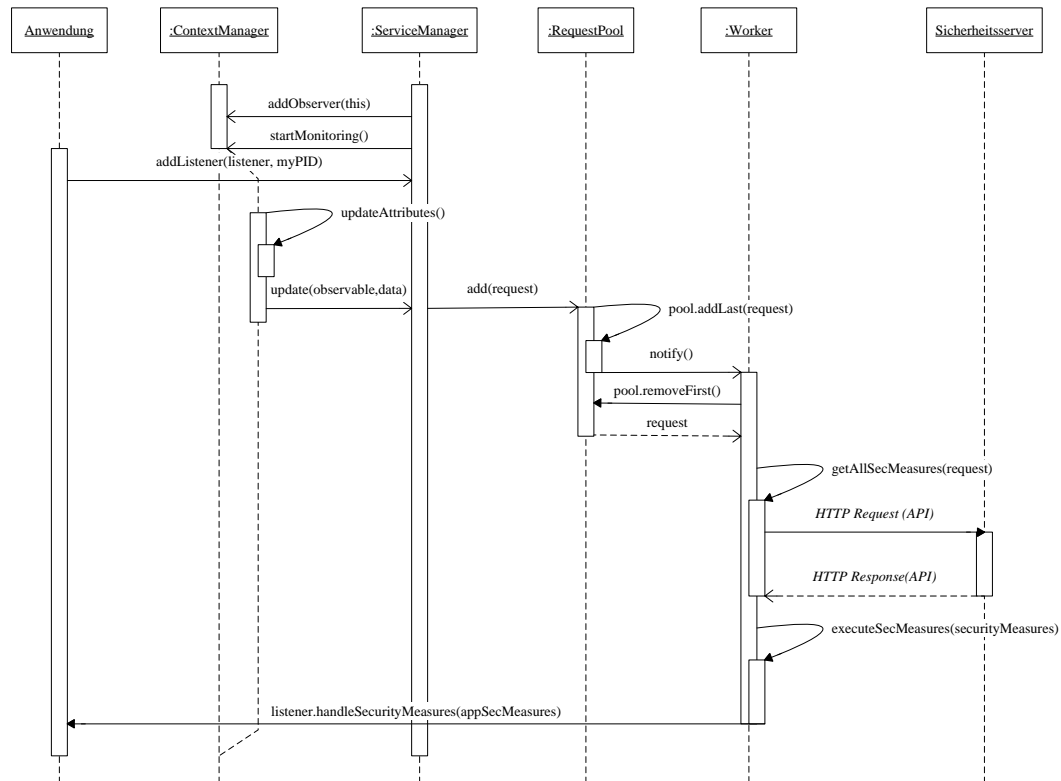 Anwendung
:ContextManager
:ServiceManager
:RequestPool
:Worker
Sicherheitsserver
addObserver(this)
startMonitoring()
addListener(listener, myPID)
updateAttributes()
update(observable,data)
add(request)
pool.addLast(request)
notify()
pool.removeFirst()
request
getAllSecMeasures(request)
HTTP Request (API)
HTTP Response(API)
executeSecMeasures(securityMeasures)
listener.handleSecurityMeasures(appSecMeasures)